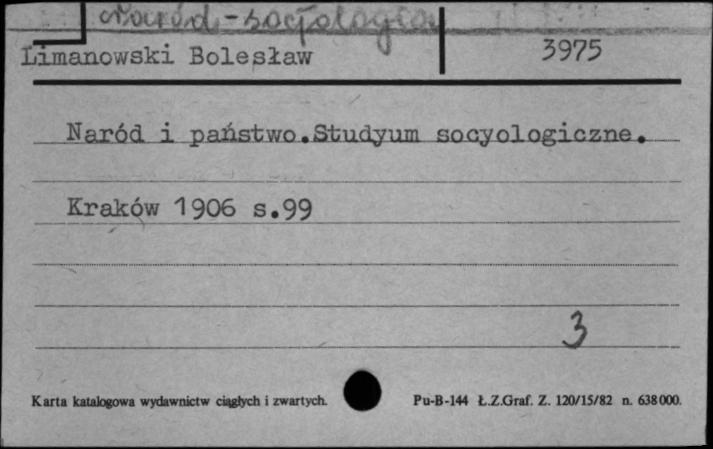 Naród - socjologia
Limanowski Bolesław 3975
Naród i państwo.Studyum socyologiczne.
Kraków 1906 s.99
3
Karta katalogowa wydawnictw ciągłych i zwartych. Pu-B-144 Ł.Z.Graf. Z. 120/15/82 n. 638000.